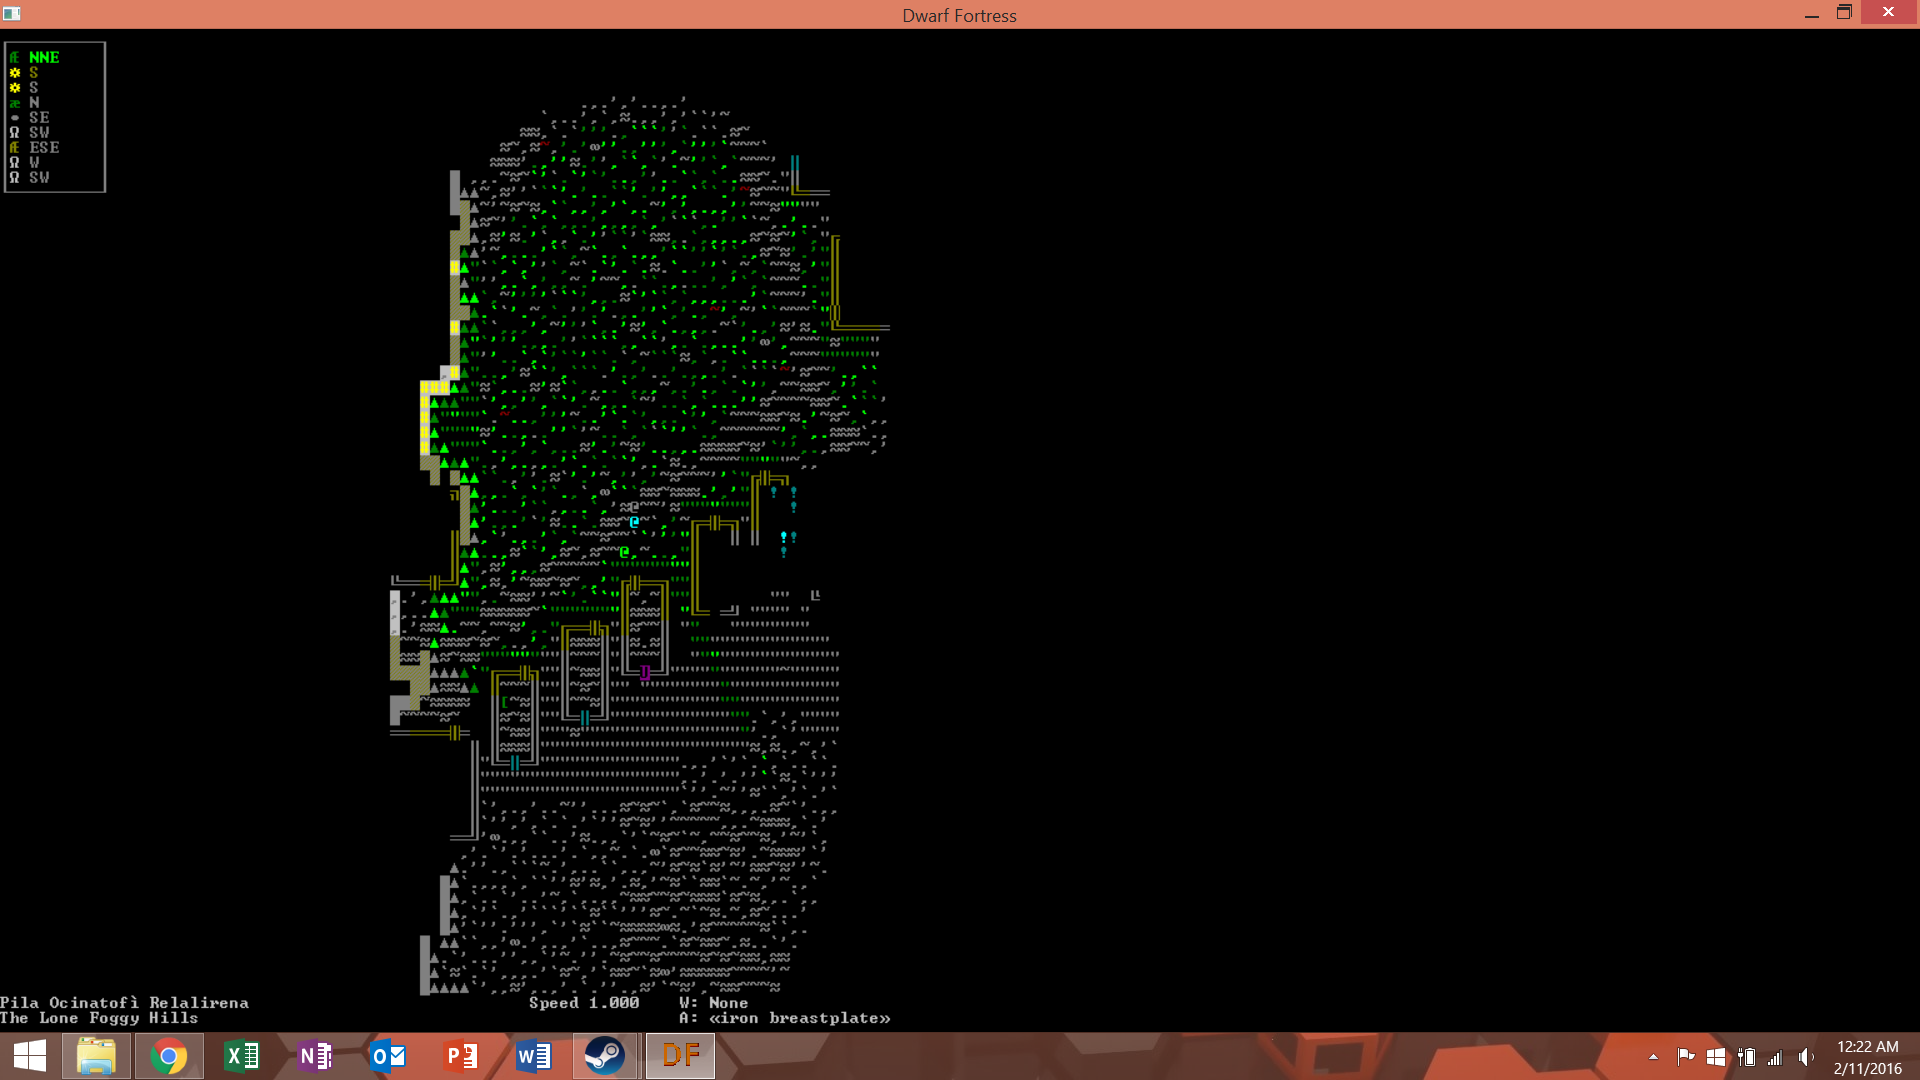 Dwarf Fortress
Æ NNE
☼ S
☼ S
æ N
• SE
Ω SW
Æ ESE
Ω W
Ω SW
Pila Ocinatofì Relalirena
The Lone Foggy Hills
Speed 1.000
W: None
A: «iron breastplate»
DF
12:22 AM
2/11/2016